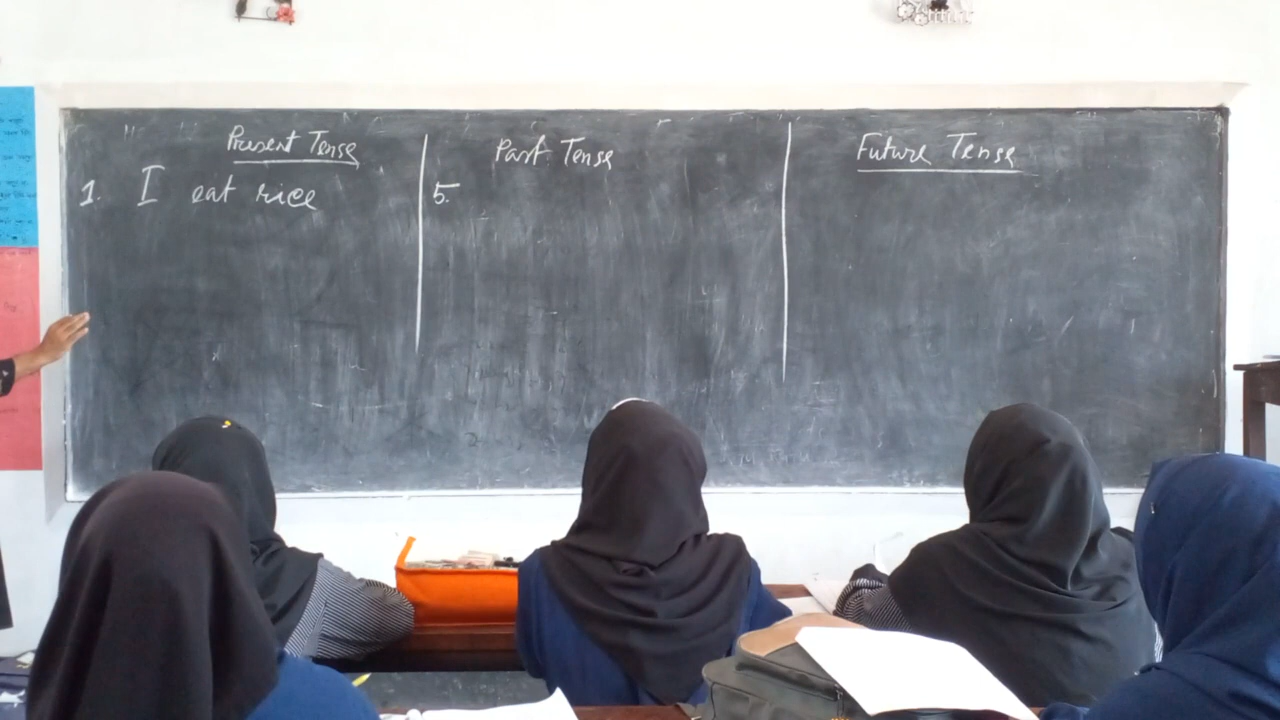 Present Tense
1. I eat rice
Past Tense
5.
Future Tense